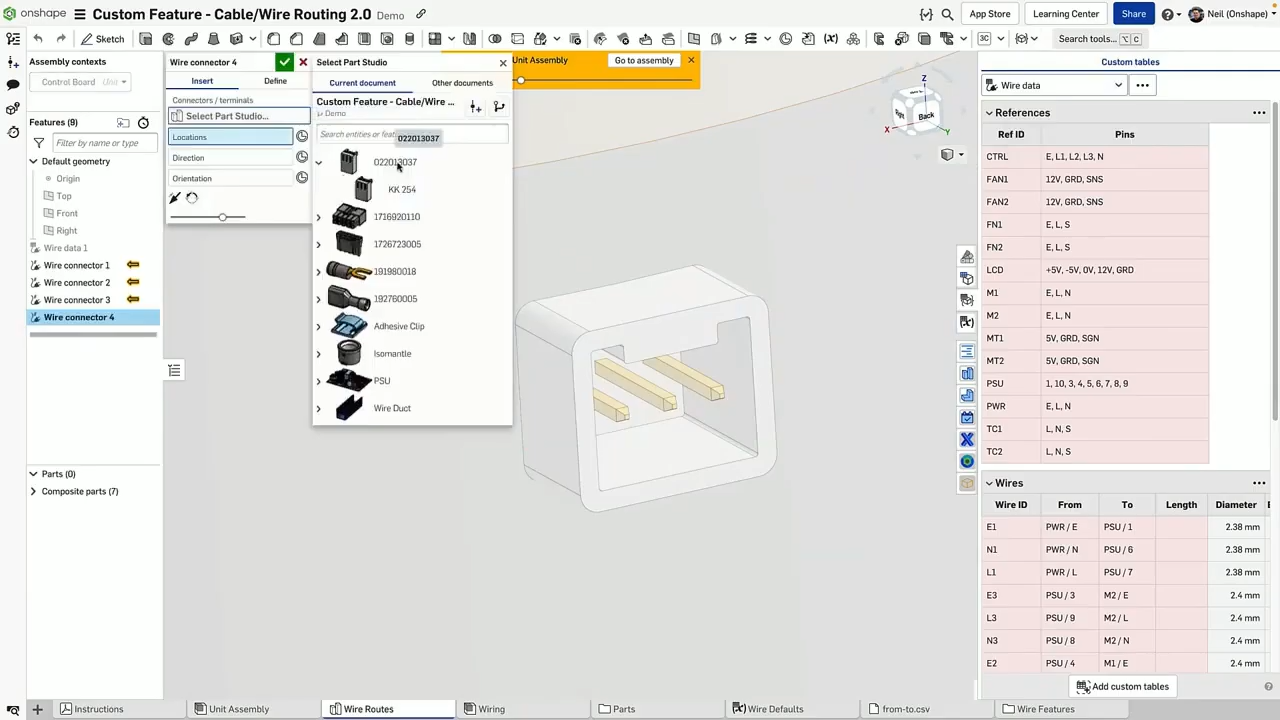 onshape Custom Feature - Cable/Wire Routing 2.0 Demo App Store Learning Center Share Neil (Onshape)
Sketch Search tools... ⌥ C
Assembly contexts
Control Board Unit
Features (9)
Filter by name or type
Default geometry
Origin
Top
Front
Right
Wire data 1
Wire connector 1
Wire connector 2
Wire connector 3
Wire connector 4
Parts (0)
Composite parts (7)
Wire connector 4
Insert Define
Connectors / terminals
Select Part Studio...
Locations
Direction
Orientation
Select Part Studio
Current document Other documents
Custom Feature - Cable/Wire ...
Demo
Search entities or featu
022013037
022013037
KK 254
1716920110
1726723005
191980018
192760005
Adhesive Clip
Isomantle
PSU
Wire Duct
Unit Assembly Go to assembly
Z
Back
X
Y
Custom tables
Wire data
References
Ref ID Pins
CTRL E, L1, L2, L3, N
FAN1 12V, GRD, SNS
FAN2 12V, GRD, SNS
FN1 E, L, S
FN2 E, L, S
LCD +5V, -5V, 0V, 12V, GRD
M1 E, L, N
M2 E, L, N
MT1 5V, GRD, SGN
MT2 5V, GRD, SGN
PSU 1, 10, 3, 4, 5, 6, 7, 8, 9
PWR E, L, N
TC1 L, N, S
TC2 L, N, S
Wires
Wire ID From To Length Diameter
E1 PWR / E PSU / 1 2.38 mm
N1 PWR / N PSU / 6 2.38 mm
L1 PWR / L PSU / 7 2.38 mm
E3 PSU / 3 M2 / E 2.4 mm
L3 PSU / 9 M2 / L 2.4 mm
N3 PSU / 8 M2 / N 2.4 mm
E2 PSU / 4 M1 / E 2.4 mm
Add custom tables
Instructions Unit Assembly Wire Routes Wiring Parts Wire Defaults from-to.csv Wire Features